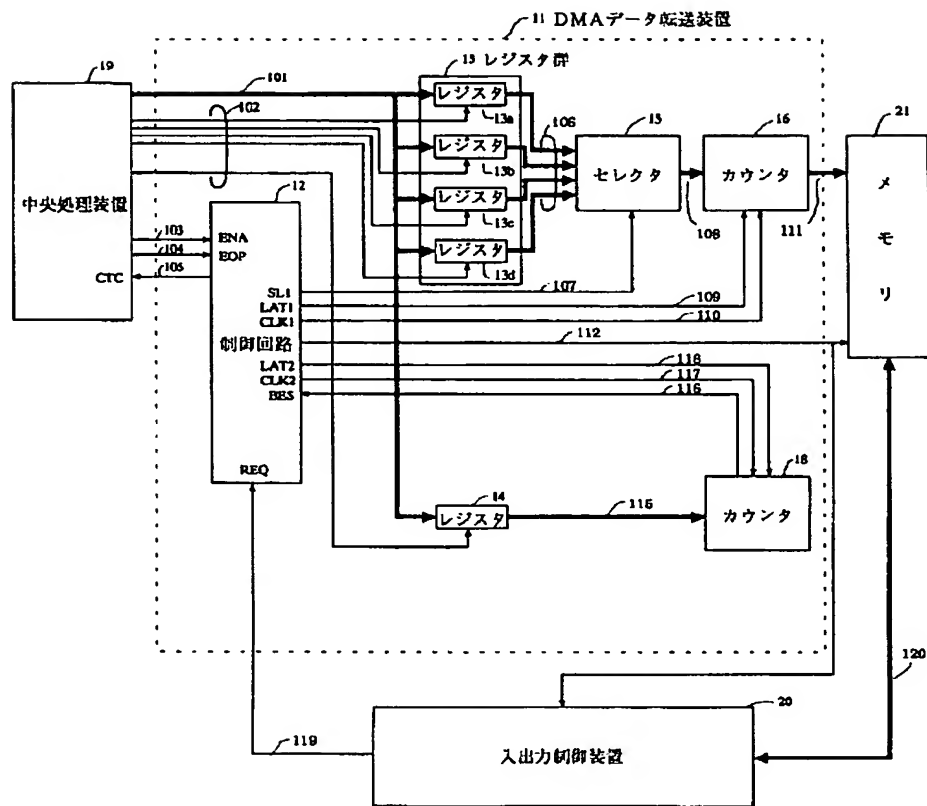 11 DMAデータ転送装置
19
101
13 レジスタ群
102
レジスタ
13a
106
15
16
21
レジスタ
13b
中央処理装置
12
セレクタ
カウンタ
メモリ
レジスタ
13c
108
111
103
ENA
104
EOP
レジスタ
13d
CTC
105
SL1
107
LAT1
109
CLK1
110
制御回路
112
LAT2
118
CLK2
117
BES
116
REQ
14
18
レジスタ
115
カウンタ
120
20
119
入出力制御装置